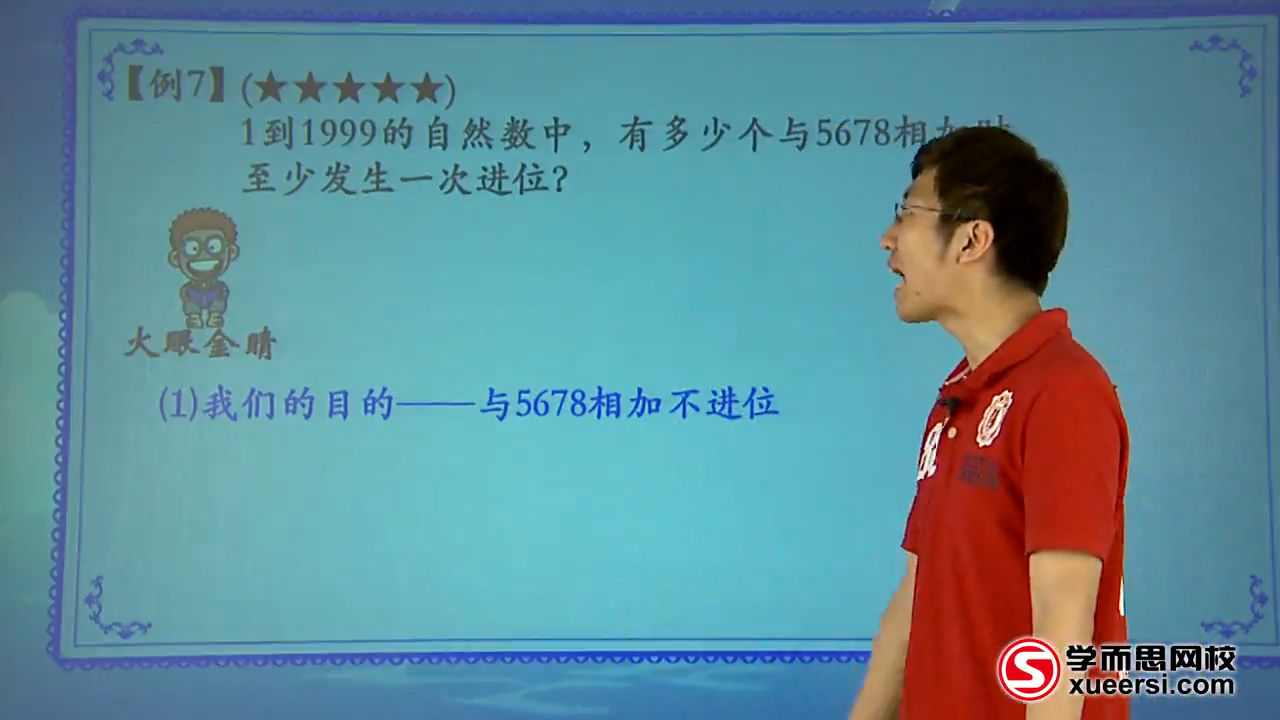 【例7】(★★★★★)
1到1999的自然数中，有多少个与5678相加时
至少发生一次进位?
火眼金睛
(1)我们的目的——与5678相加不进位
学而思网校
xueersi.com